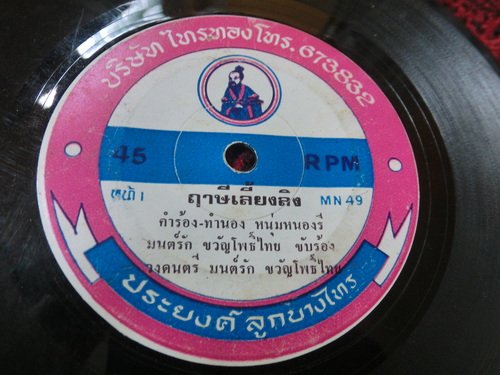 บริษัท ไทรทอง โทร. 673832
45 RPM
หน้า 1 ฤาษีเลี้ยงลิง MN 49
คำร้อง-ทำนอง หนุ่มหนองรี
มนต์รัก ขวัญโพธิ์ไทย ขับร้อง
วงดนตรี มนต์รัก ขวัญโพธิ์ไทย
ประยงค์ ลูกบางไทร